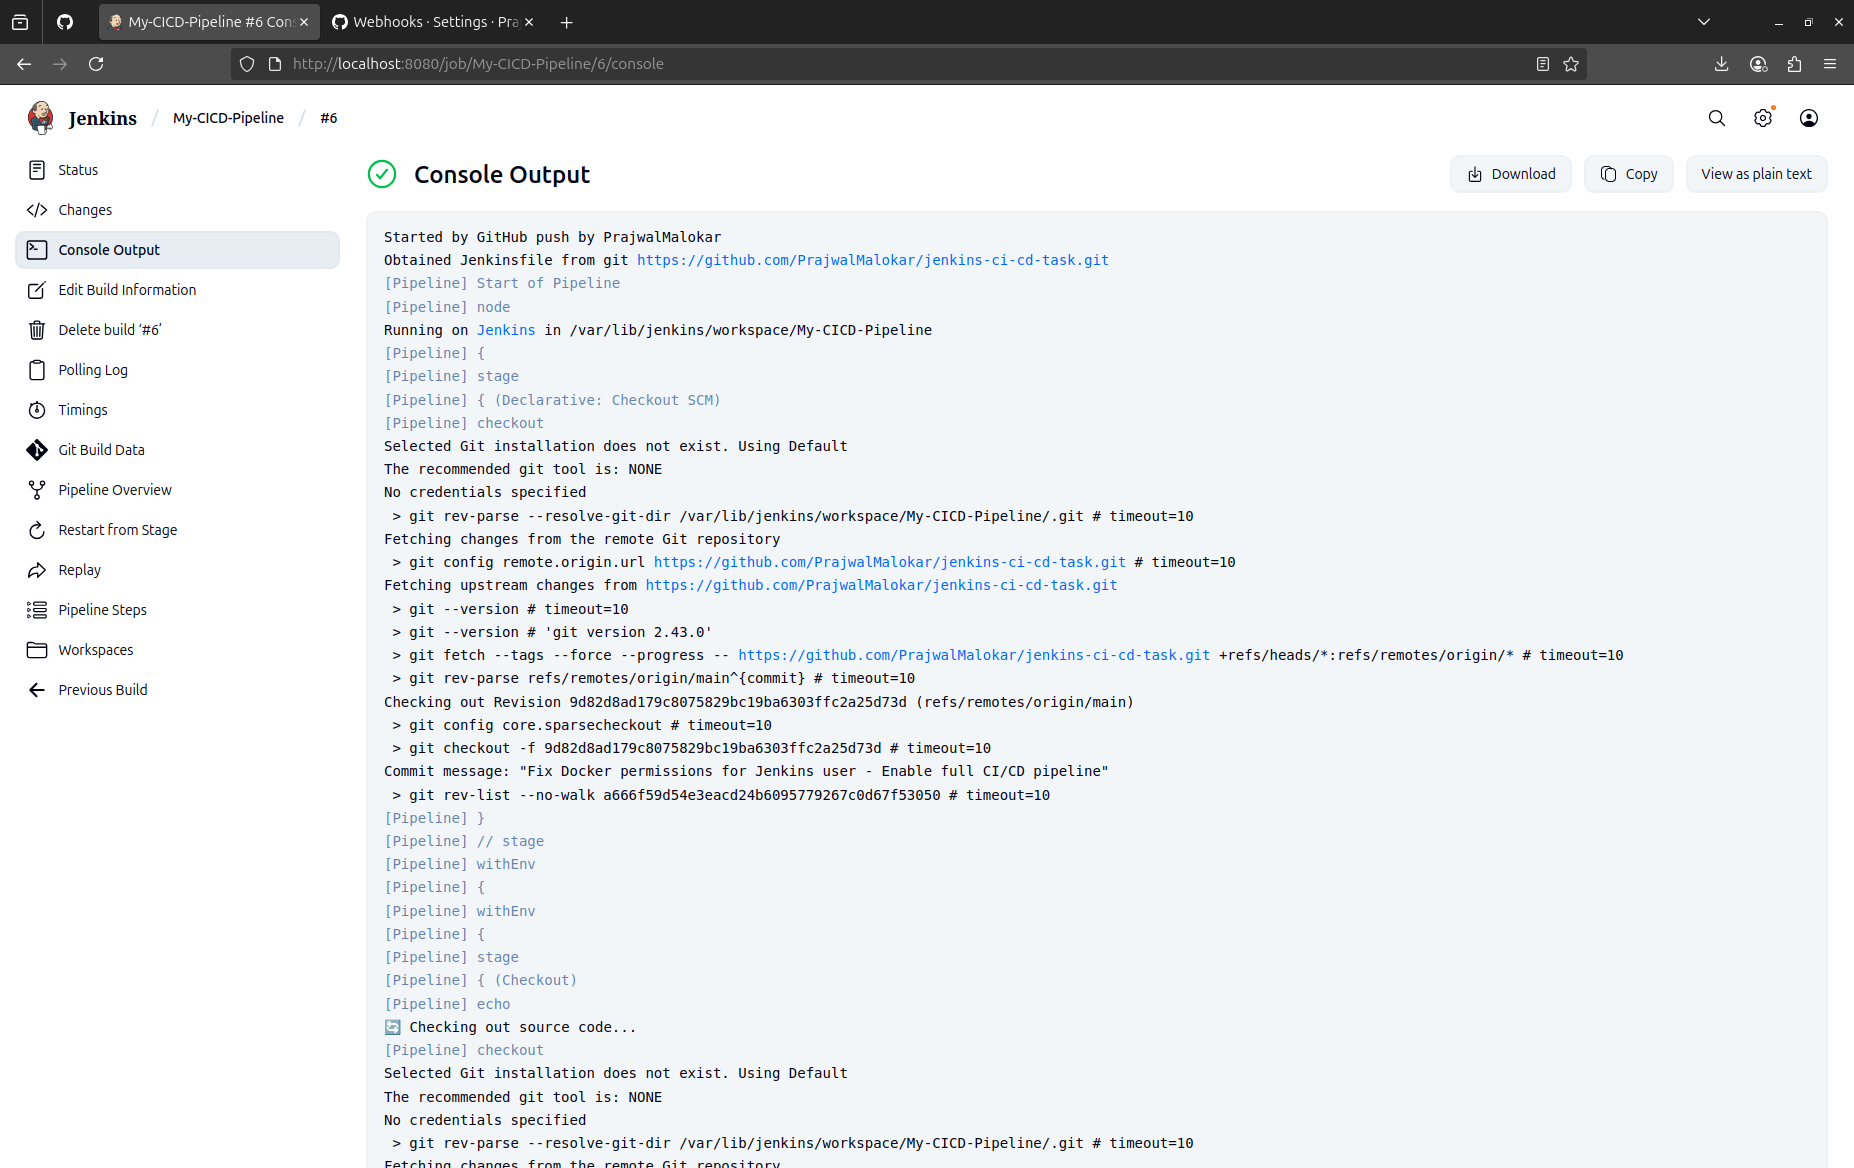 My-CICD-Pipeline #6 Con
Webhooks · Settings · Pra
http://localhost:8080/job/My-CICD-Pipeline/6/console
Jenkins / My-CICD-Pipeline / #6
Status
Changes
Console Output
Edit Build Information
Delete build ‘#6’
Polling Log
Timings
Git Build Data
Pipeline Overview
Restart from Stage
Replay
Pipeline Steps
Workspaces
Previous Build
Console Output
Download
Copy
View as plain text
Started by GitHub push by PrajwalMalokar
Obtained Jenkinsfile from git https://github.com/PrajwalMalokar/jenkins-ci-cd-task.git
[Pipeline] Start of Pipeline
[Pipeline] node
Running on Jenkins in /var/lib/jenkins/workspace/My-CICD-Pipeline
[Pipeline] {
[Pipeline] stage
[Pipeline] { (Declarative: Checkout SCM)
[Pipeline] checkout
Selected Git installation does not exist. Using Default
The recommended git tool is: NONE
No credentials specified
 > git rev-parse --resolve-git-dir /var/lib/jenkins/workspace/My-CICD-Pipeline/.git # timeout=10
Fetching changes from the remote Git repository
 > git config remote.origin.url https://github.com/PrajwalMalokar/jenkins-ci-cd-task.git # timeout=10
Fetching upstream changes from https://github.com/PrajwalMalokar/jenkins-ci-cd-task.git
 > git --version # timeout=10
 > git --version # 'git version 2.43.0'
 > git fetch --tags --force --progress -- https://github.com/PrajwalMalokar/jenkins-ci-cd-task.git +refs/heads/*:refs/remotes/origin/* # timeout=10
 > git rev-parse refs/remotes/origin/main^{commit} # timeout=10
Checking out Revision 9d82d8ad179c8075829bc19ba6303ffc2a25d73d (refs/remotes/origin/main)
 > git config core.sparsecheckout # timeout=10
 > git checkout -f 9d82d8ad179c8075829bc19ba6303ffc2a25d73d # timeout=10
Commit message: "Fix Docker permissions for Jenkins user - Enable full CI/CD pipeline"
 > git rev-list --no-walk a666f59d54e3eacd24b6095779267c0d67f53050 # timeout=10
[Pipeline] }
[Pipeline] // stage
[Pipeline] withEnv
[Pipeline] {
[Pipeline] withEnv
[Pipeline] {
[Pipeline] stage
[Pipeline] { (Checkout)
[Pipeline] echo
🔄 Checking out source code...
[Pipeline] checkout
Selected Git installation does not exist. Using Default
The recommended git tool is: NONE
No credentials specified
 > git rev-parse --resolve-git-dir /var/lib/jenkins/workspace/My-CICD-Pipeline/.git # timeout=10
Fetching changes from the remote Git repository